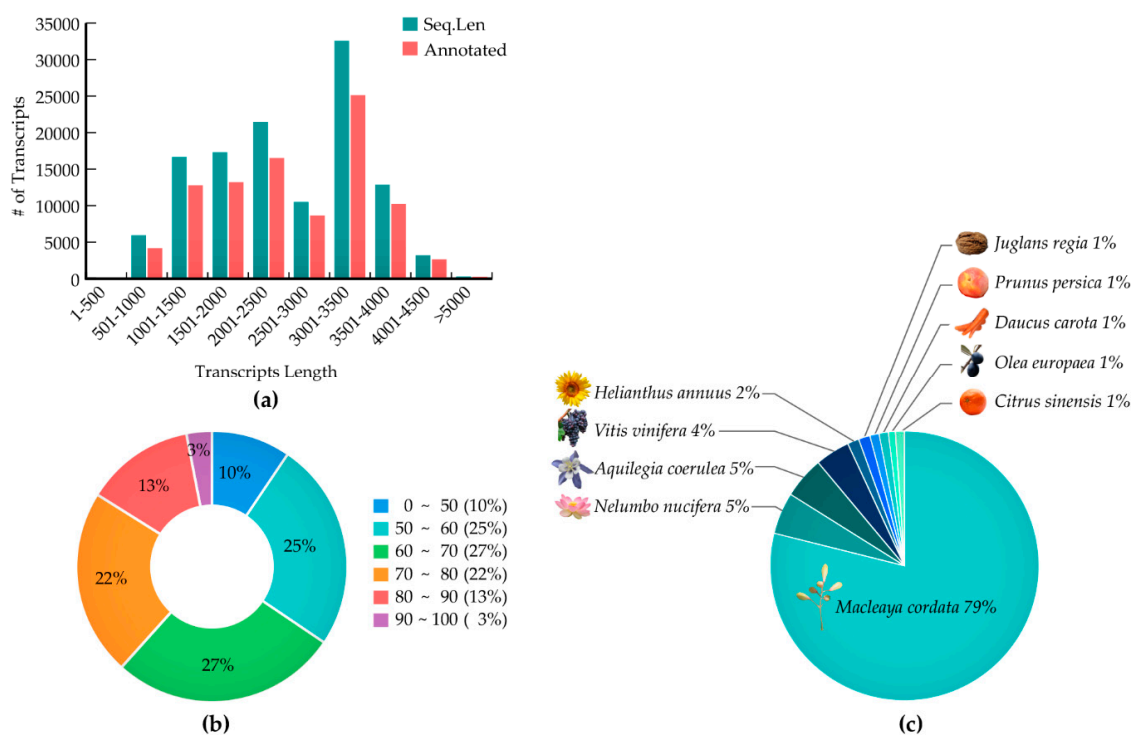 35000
30000
25000
20000
15000
10000
5000
0
# of Transcripts
Seq.Len
Annotated
1-500
501-1000
1001-1500
1501-2000
2001-2500
2501-3000
3001-3500
3501-4000
4001-4500
>5000
Transcripts Length
(a)
3%
10%
13%
25%
22%
27%
0 ~ 50 (10%)
50 ~ 60 (25%)
60 ~ 70 (27%)
70 ~ 80 (22%)
80 ~ 90 (13%)
90 ~ 100 ( 3%)
(b)
Juglans regia 1%
Prunus persica 1%
Daucus carota 1%
Olea europaea 1%
Citrus sinensis 1%
Helianthus annuus 2%
Vitis vinifera 4%
Aquilegia coerulea 5%
Nelumbo nucifera 5%
Macleaya cordata 79%
(c)